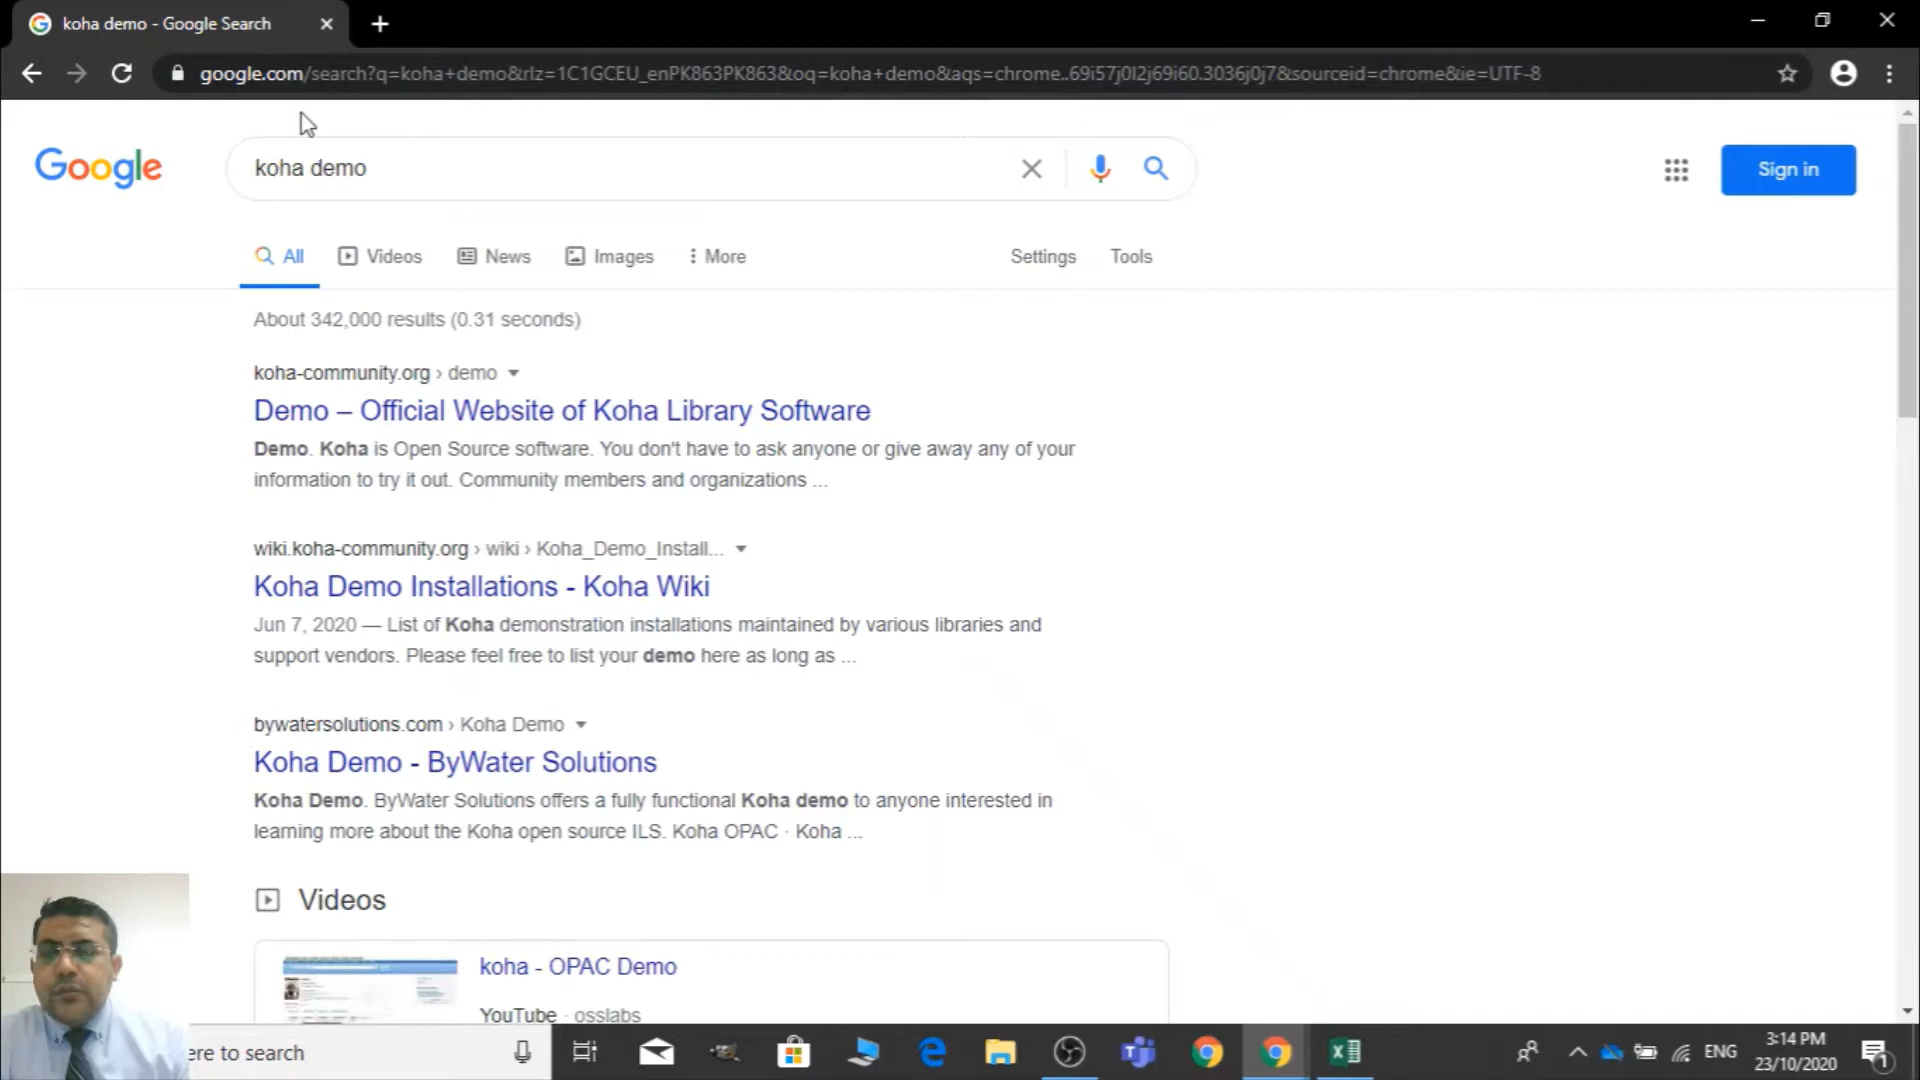 koha demo - Google Search
google.com/search?q=koha+demo&rlz=1C1GCEU_enPK863PK863&oq=koha+demo&aqs=chrome..69i57j0l2j69i60.3036j0j7&sourceid=chrome&ie=UTF-8
Google
koha demo
Sign in
All
Videos
News
Images
More
Settings
Tools
About 342,000 results (0.31 seconds)
koha-community.org › demo
Demo – Official Website of Koha Library Software
Demo. Koha is Open Source software. You don't have to ask anyone or give away any of your
information to try it out. Community members and organizations ...
wiki.koha-community.org › wiki › Koha_Demo_Install...
Koha Demo Installations - Koha Wiki
Jun 7, 2020 — List of Koha demonstration installations maintained by various libraries and
support vendors. Please feel free to list your demo here as long as ...
bywatersolutions.com › Koha Demo
Koha Demo - ByWater Solutions
Koha Demo. ByWater Solutions offers a fully functional Koha demo to anyone interested in
learning more about the Koha open source ILS. Koha OPAC · Koha ...
Videos
koha - OPAC Demo
YouTube · osslabs
ere to search
ENG
3:14 PM
23/10/2020
1